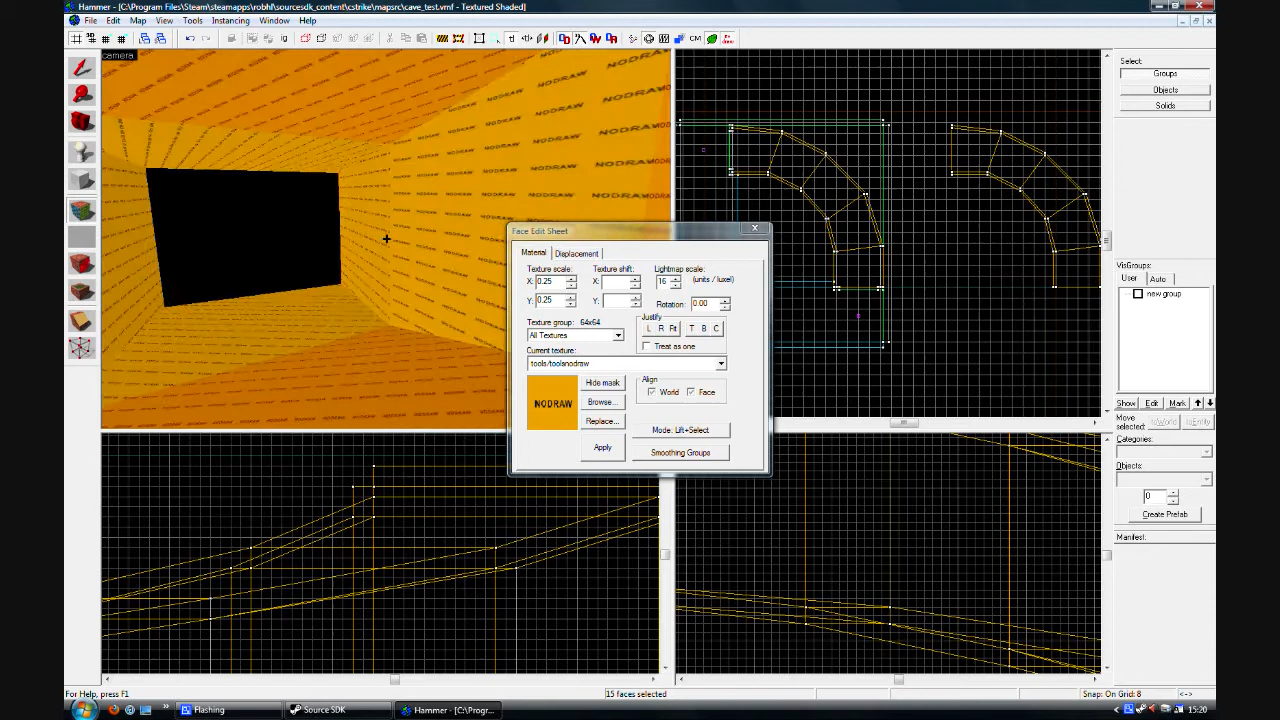 Hammer - [C:\Program Files\Steam\steamapps\robhl\sourcesdk_content\cstrike\mapsrc\cave_test.vmf - Textured Shaded]
File Edit Map View Tools Instancing Window Help
CM
camera
NODRAW
Select:
Groups
Objects
Solids
VisGroups:
User Auto
new group
Show Edit Mark
Move selected: toWorld toEntity
Categories:
Objects:
0
Create Prefab
Manifest:
Face Edit Sheet
Material Displacement
Texture scale: Texture shift: Lightmap scale:
X: 0.25 X: 16 (units / luxel)
Y: 0.25 Y: Rotation: 0.00
Texture group: 64x64 Justify
All Textures L R Fit T B C
Treat as one
Current texture:
tools/toolsnodraw
NODRAW
Hide mask
Browse...
Replace...
Apply
Align
World Face
Mode: Lift+Select
Smoothing Groups
For Help, press F1 15 faces selected Snap: On Grid: 8 <->
Flashing Source SDK Hammer - [C:\Progr... 15:20